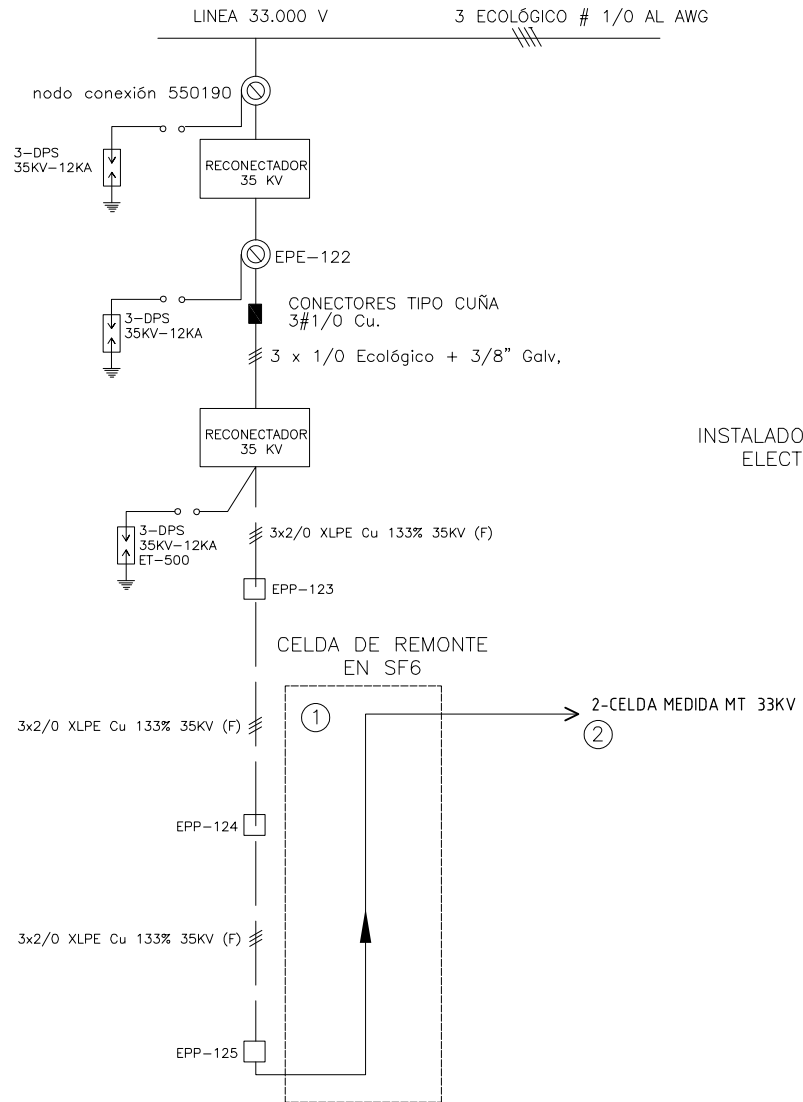 LINEA 33.000 V
3 ECOLÓGICO # 1/0 AL AWG
nodo conexión 550190
3-DPS
35KV-12KA
RECONECTADOR
35 KV
EPE-122
3-DPS
35KV-12KA
CONECTORES TIPO CUÑA
3#1/0 Cu.
3 x 1/0 Ecológico + 3/8" Galv,
RECONECTADOR
35 KV
INSTALADO
ELECT
3-DPS
35KV-12KA
ET-500
3x2/0 XLPE Cu 133% 35KV (F)
EPP-123
CELDA DE REMONTE
EN SF6
1
2-CELDA MEDIDA MT 33KV
2
3x2/0 XLPE Cu 133% 35KV (F)
EPP-124
3x2/0 XLPE Cu 133% 35KV (F)
EPP-125